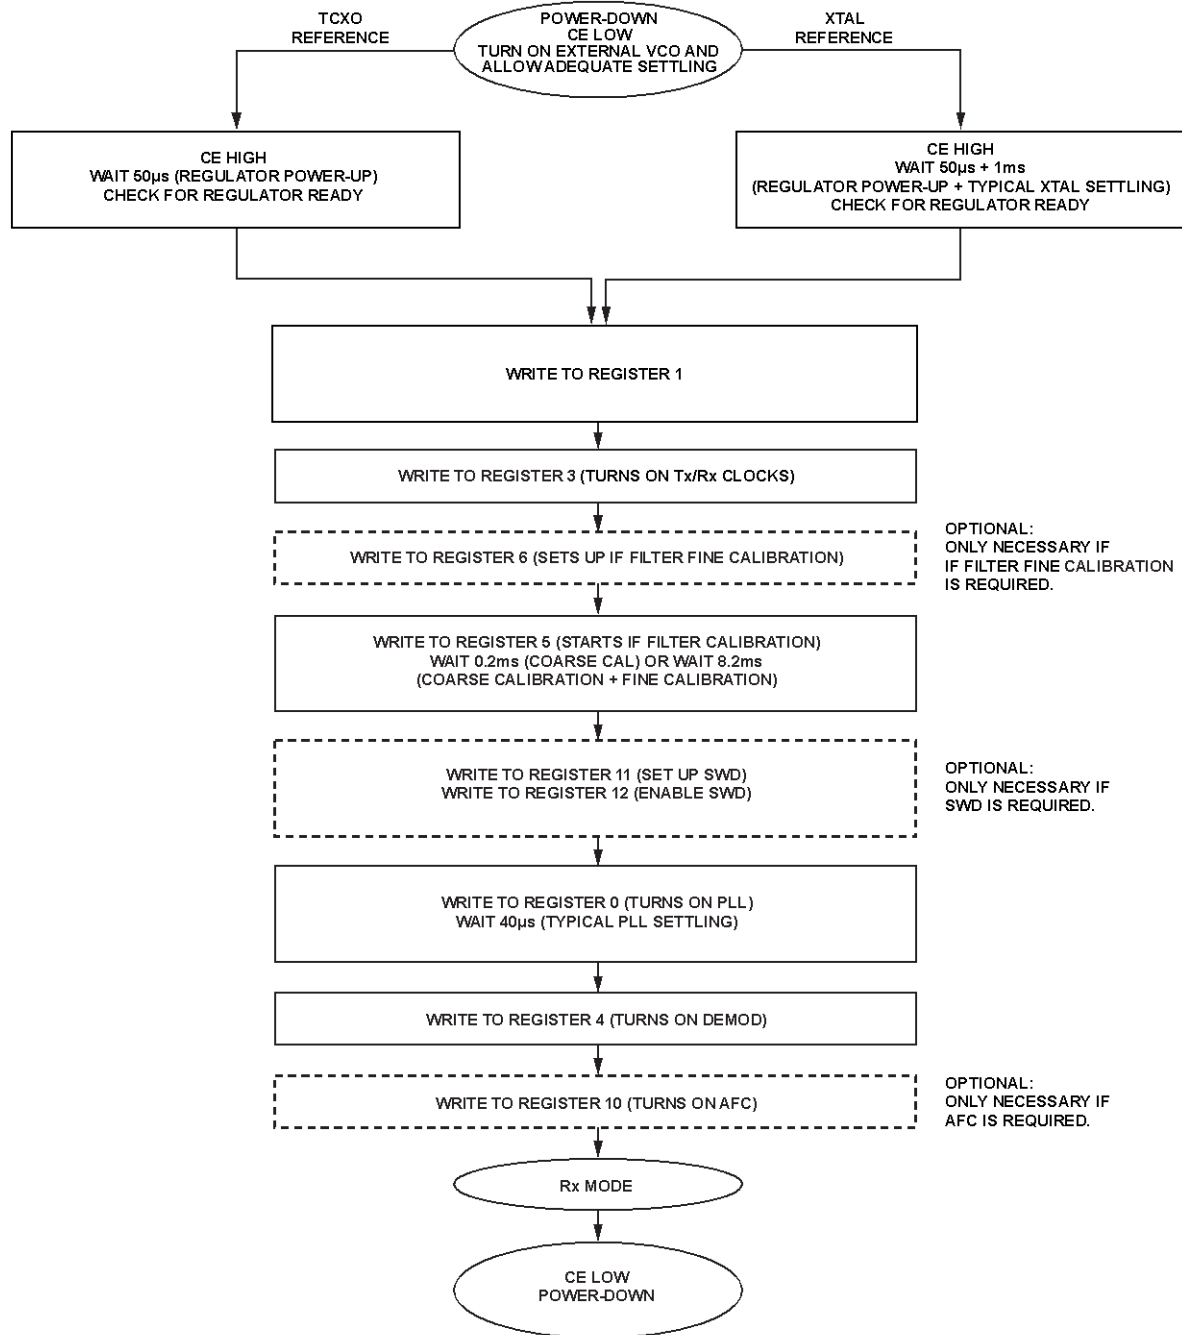 TCXO
REFERENCE
POWER-DOWN
CE LOW
TURN ON EXTERNAL VCO AND
ALLOW ADEQUATE SETTLING
XTAL
REFERENCE
CE HIGH
WAIT 50µs (REGULATOR POWER-UP)
CHECK FOR REGULATOR READY
CE HIGH
WAIT 50µs + 1ms
(REGULATOR POWER-UP + TYPICAL XTAL SETTLING)
CHECK FOR REGULATOR READY
WRITE TO REGISTER 1
WRITE TO REGISTER 3 (TURNS ON Tx/Rx CLOCKS)
WRITE TO REGISTER 6 (SETS UP IF FILTER FINE CALIBRATION)
OPTIONAL:
ONLY NECESSARY IF
IF FILTER FINE CALIBRATION
IS REQUIRED.
WRITE TO REGISTER 5 (STARTS IF FILTER CALIBRATION)
WAIT 0.2ms (COARSE CAL) OR WAIT 8.2ms
(COARSE CALIBRATION + FINE CALIBRATION)
WRITE TO REGISTER 11 (SET UP SWD)
WRITE TO REGISTER 12 (ENABLE SWD)
OPTIONAL:
ONLY NECESSARY IF
SWD IS REQUIRED.
WRITE TO REGISTER 0 (TURNS ON PLL)
WAIT 40µs (TYPICAL PLL SETTLING)
WRITE TO REGISTER 4 (TURNS ON DEMOD)
WRITE TO REGISTER 10 (TURNS ON AFC)
OPTIONAL:
ONLY NECESSARY IF
AFC IS REQUIRED.
Rx MODE
CE LOW
POWER-DOWN